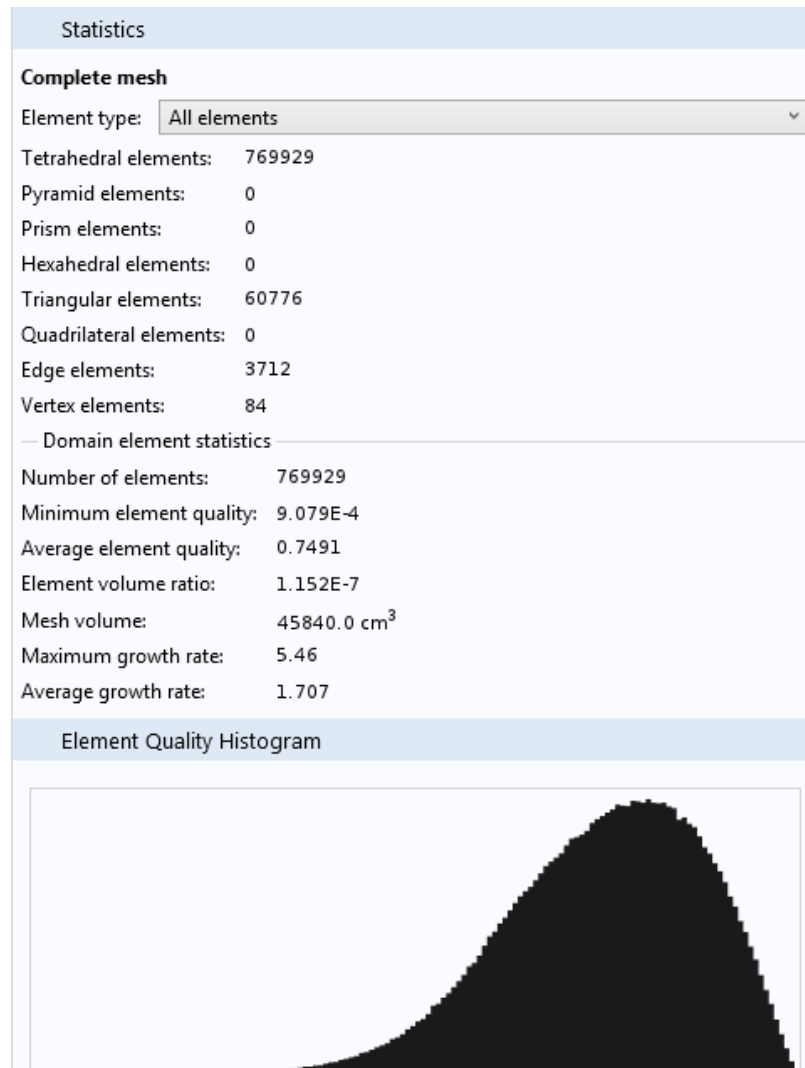 Statistics
Complete mesh
Element type: All elements
Tetrahedral elements: 769929
Pyramid elements: 0
Prism elements: 0
Hexahedral elements: 0
Triangular elements: 60776
Quadrilateral elements: 0
Edge elements: 3712
Vertex elements: 84
Domain element statistics
Number of elements: 769929
Minimum element quality: 9.079E-4
Average element quality: 0.7491
Element volume ratio: 1.152E-7
Mesh volume: 45840.0 cm³
Maximum growth rate: 5.46
Average growth rate: 1.707
Element Quality Histogram